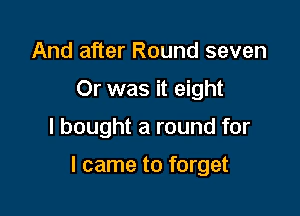 And after Round seven
Or was it eight
I bought a round for
I came to forget